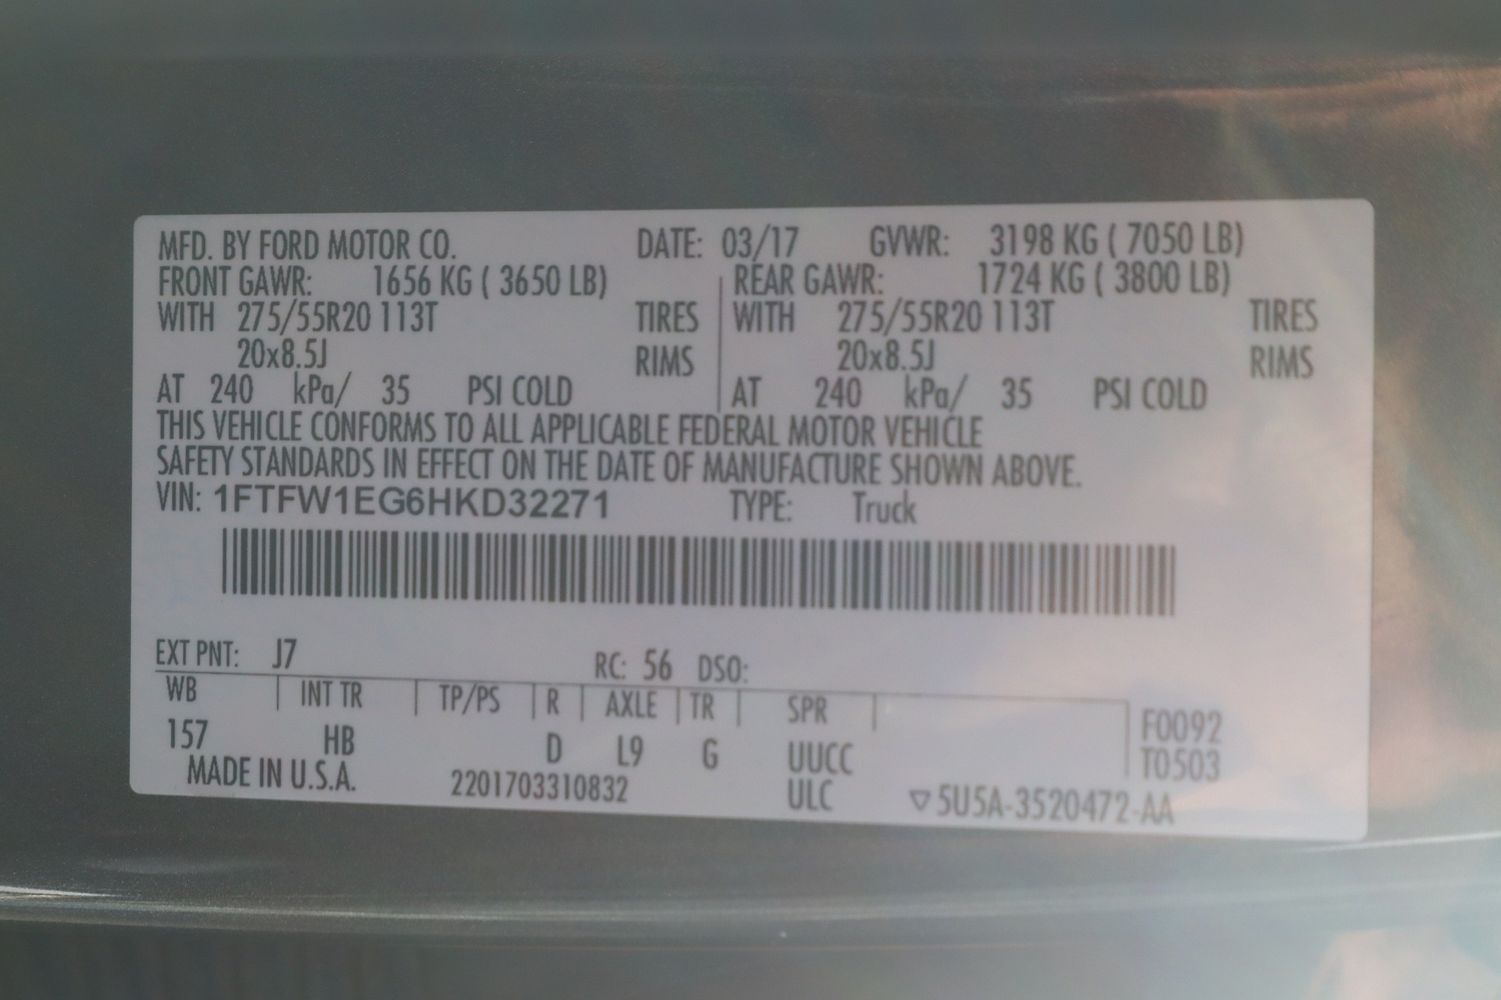 MFD. BY FORD MOTOR CO. DATE: 03/17 GVWR: 3198 KG ( 7050 LB)
FRONT GAWR: 1656 KG ( 3650 LB) REAR GAWR: 1724 KG ( 3800 LB)
WITH 275/55R20 113T TIRES WITH 275/55R20 113T TIRES
20x8.5J RIMS 20x8.5J RIMS
AT 240 kPa/ 35 PSI COLD AT 240 kPa/ 35 PSI COLD
THIS VEHICLE CONFORMS TO ALL APPLICABLE FEDERAL MOTOR VEHICLE
SAFETY STANDARDS IN EFFECT ON THE DATE OF MANUFACTURE SHOWN ABOVE.
VIN: 1FTFW1EG6HKD32271 TYPE: Truck
EXT PNT: J7 RC: 56 DSO:
WB INT TR TP/PS R AXLE TR SPR F0092
157 HB D L9 G UUCC T0503
MADE IN U.S.A. 2201703310832 ULC ▽5U5A-3520472-AA